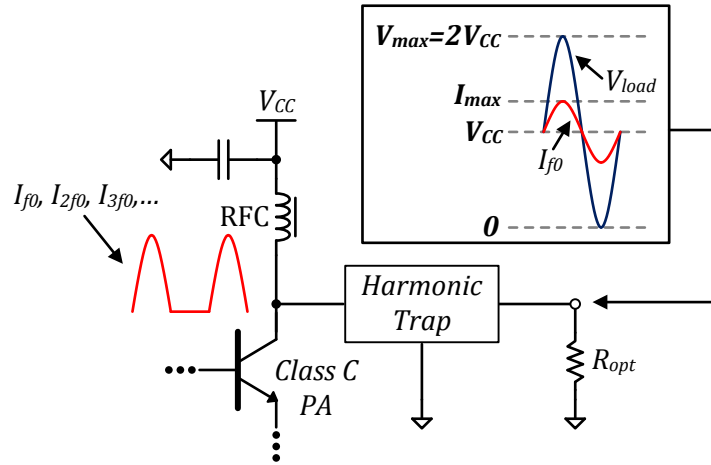 Vmax=2VCC
Vload
Imax
VCC
If0
0
VCC
If0, I2f0, I3f0,...
RFC
Harmonic
Trap
Class C
PA
Ropt